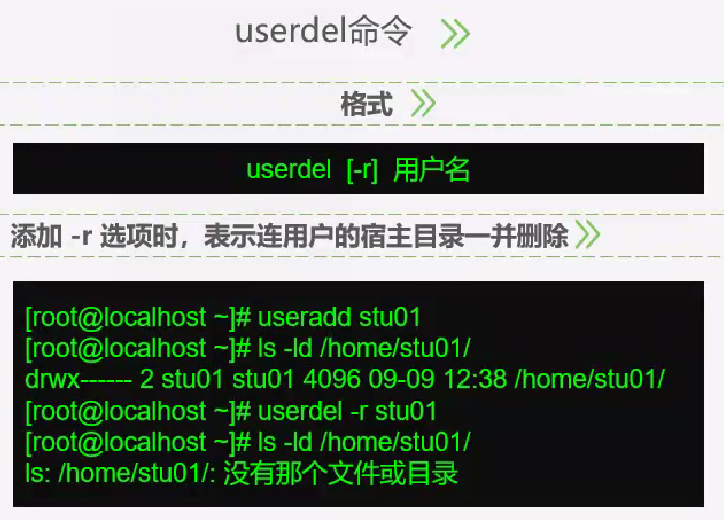 userdel命令
格式
userdel [-r] 用户名
添加 -r 选项时，表示连用户的宿主目录一并删除
[root@localhost ~]# useradd stu01
[root@localhost ~]# ls -ld /home/stu01/
drwx------ 2 stu01 stu01 4096 09-09 12:38 /home/stu01/
[root@localhost ~]# userdel -r stu01
[root@localhost ~]# ls -ld /home/stu01/
ls: /home/stu01/: 没有那个文件或目录